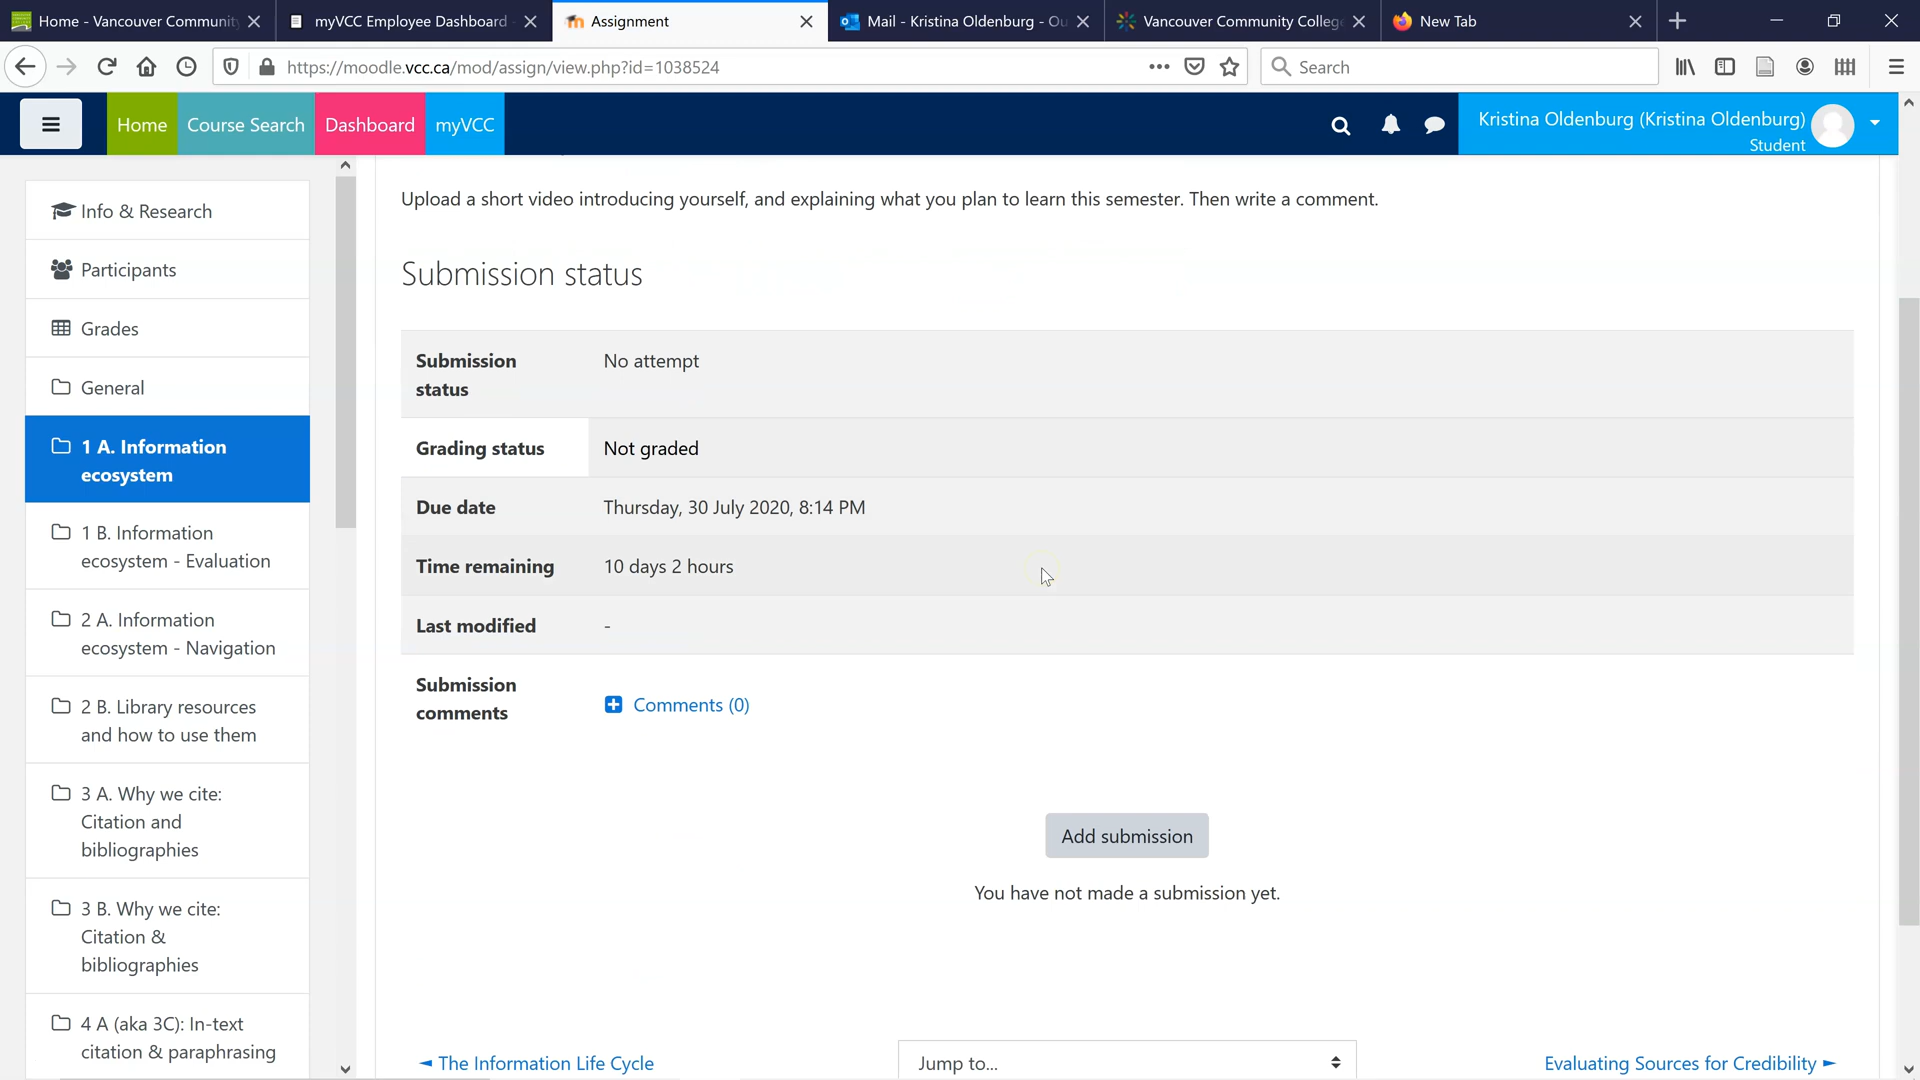 Home - Vancouver Community
myVCC Employee Dashboard
Assignment
Mail - Kristina Oldenburg - Ou
Vancouver Community College
New Tab
https://moodle.vcc.ca/mod/assign/view.php?id=1038524
Search
Home
Course Search
Dashboard
myVCC
Kristina Oldenburg (Kristina Oldenburg)
Student
Info & Research
Participants
Grades
General
1 A. Information
ecosystem
1 B. Information
ecosystem - Evaluation
2 A. Information
ecosystem - Navigation
2 B. Library resources
and how to use them
3 A. Why we cite:
Citation and
bibliographies
3 B. Why we cite:
Citation &
bibliographies
4 A (aka 3C): In-text
citation & paraphrasing
Upload a short video introducing yourself, and explaining what you plan to learn this semester. Then write a comment.
Submission status
Submission
status
No attempt
Grading status
Not graded
Due date
Thursday, 30 July 2020, 8:14 PM
Time remaining
10 days 2 hours
Last modified
-
Submission
comments
Comments (0)
Add submission
You have not made a submission yet.
◄ The Information Life Cycle
Jump to...
Evaluating Sources for Credibility ►